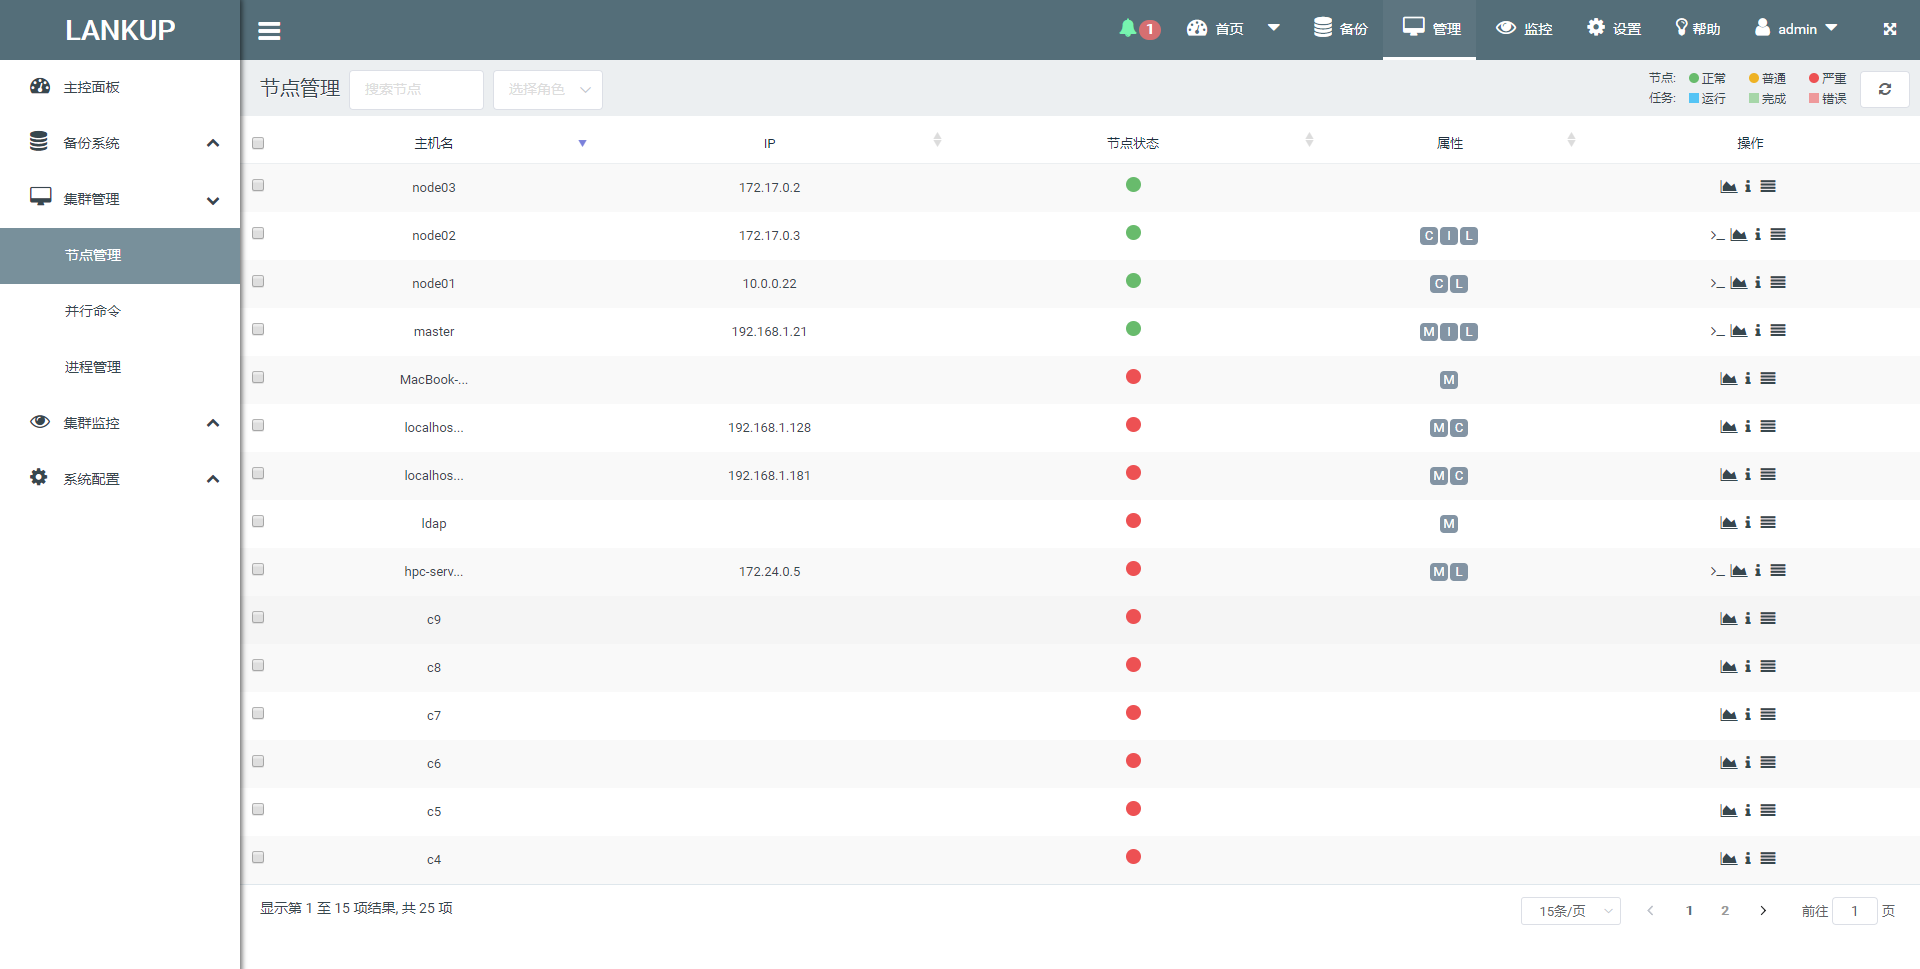 LANKUP
1 首页 备份 管理 监控 设置 帮助 admin
主控面板
备份系统
集群管理
节点管理
并行命令
进程管理
集群监控
系统配置
节点管理 搜索节点 选择角色
节点: 正常 普通 严重
任务: 运行 完成 错误
主机名 IP 节点状态 属性 操作
node03 172.17.0.2
node02 172.17.0.3 C I L
node01 10.0.0.22 C L
master 192.168.1.21 M I L
MacBook-... M
localhos... 192.168.1.128 M C
localhos... 192.168.1.181 M C
ldap M
hpc-serv... 172.24.0.5 M L
c9
c8
c7
c6
c5
c4
显示第 1 至 15 项结果, 共 25 项
15条/页 1 2 前往 1 页